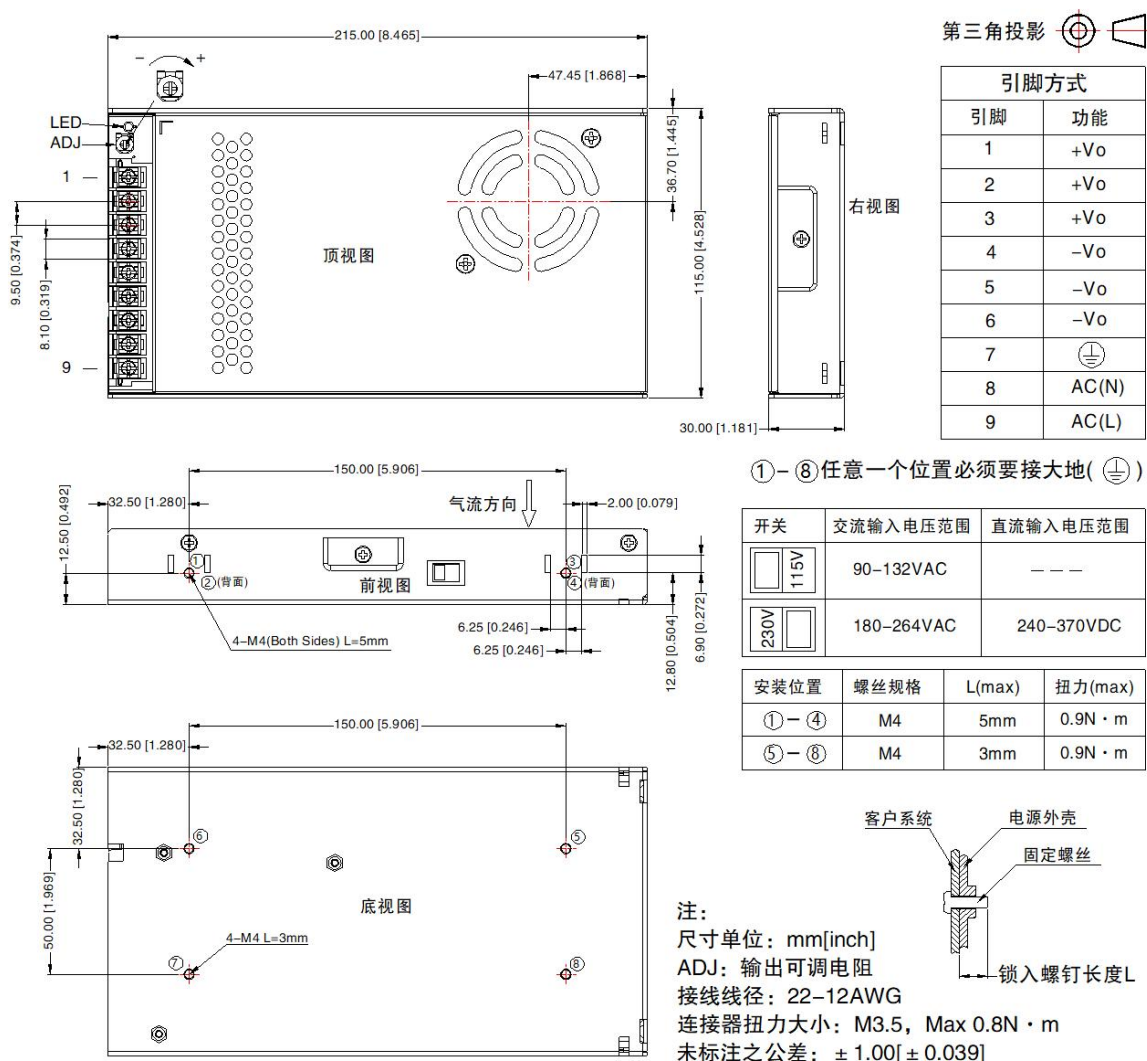 215.00 [8.465]
第三角投影
− +
47.45 [1.868]
LED
ADJ
1
9
9.50 [0.374]
8.10 [0.319]
顶视图
36.70 [1.445]
115.00 [4.528]
右视图
30.00 [1.181]
引脚方式
引脚 功能
1 +Vo
2 +Vo
3 +Vo
4 −Vo
5 −Vo
6 −Vo
7
8 AC(N)
9 AC(L)
①−⑧任意一个位置必须要接大地( )
150.00 [5.906]
32.50 [1.280]
12.50 [0.492]
气流方向
2.00 [0.079]
①
②(背面)
③
④(背面)
前视图
4−M4(Both Sides) L=5mm
6.25 [0.246]
6.25 [0.246]
12.80 [0.504]
6.90 [0.272]
开关 交流输入电压范围 直流输入电压范围
115V 90−132VAC −−−
230V 180−264VAC 240−370VDC
安装位置 螺丝规格 L(max) 扭力(max)
①−④ M4 5mm 0.9N·m
⑤−⑧ M4 3mm 0.9N·m
150.00 [5.906]
32.50 [1.280]
32.50 [1.280]
50.00 [1.969]
⑥
⑤
底视图
4−M4 L=3mm
⑦
⑧
客户系统
电源外壳
固定螺丝
锁入螺钉长度L
注:
尺寸单位:mm[inch]
ADJ:输出可调电阻
接线线径:22−12AWG
连接器扭力大小:M3.5,Max 0.8N·m
未标注之公差:±1.00[±0.039]